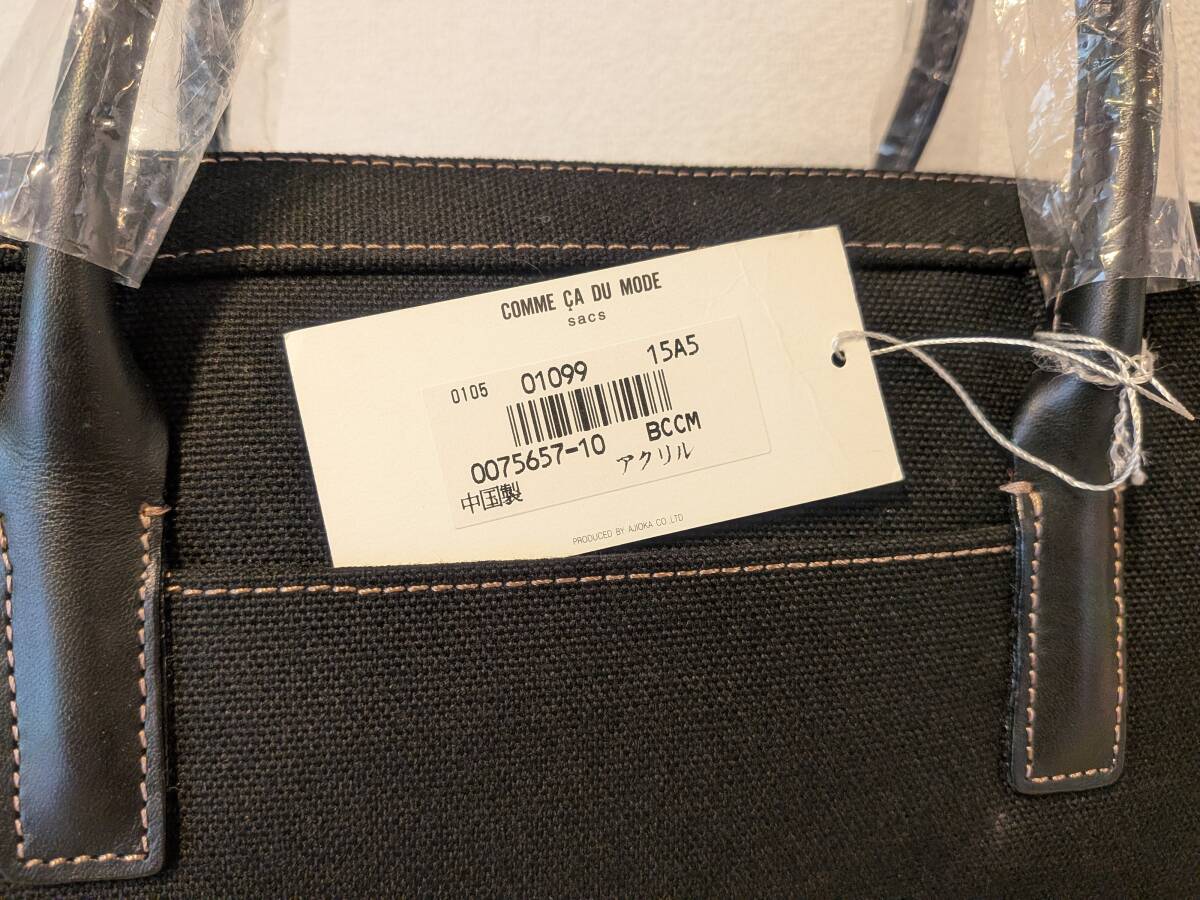 COMME ÇA DU MODE
sacs
0105 01099 15A5
0075657-10 BCCM
中国製 アクリル
PRODUCED BY AJIOKA CO.,LTD